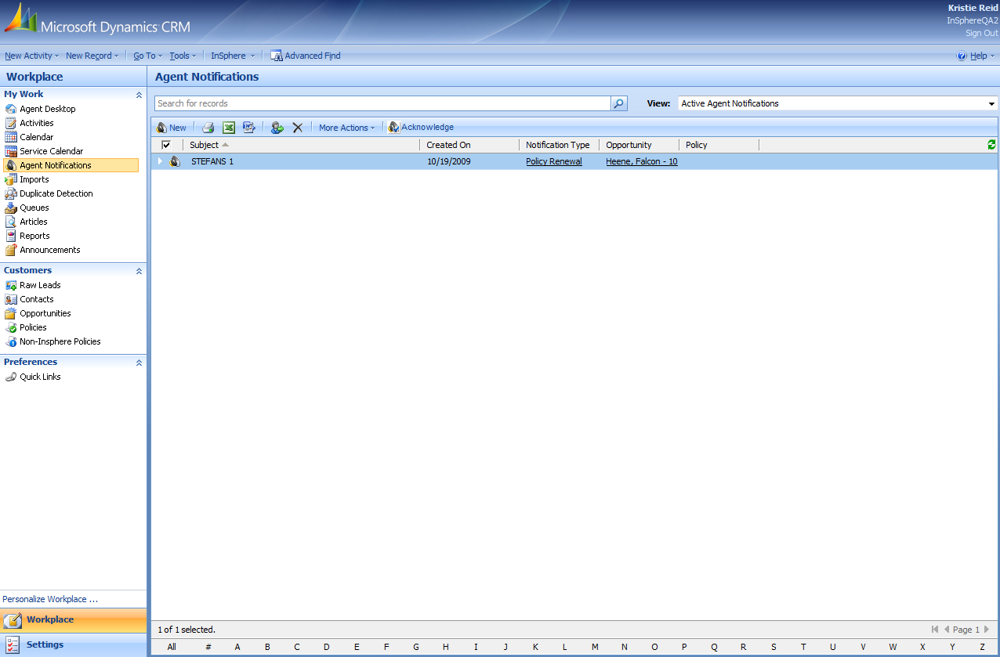 Microsoft Dynamics CRM
Kristie Reid
InSphereQA2
Sign Out
New Activity New Record Go To Tools InSphere Advanced Find Help
Workplace
Agent Notifications
My Work
Agent Desktop
Activities
Calendar
Service Calendar
Agent Notifications
Imports
Duplicate Detection
Queues
Articles
Reports
Announcements
Customers
Raw Leads
Contacts
Opportunities
Policies
Non-Insphere Policies
Preferences
Quick Links
Personalize Workplace ...
Workplace
Settings
Search for records
View: Active Agent Notifications
New More Actions Acknowledge
Subject Created On Notification Type Opportunity Policy
STEFANS 1 10/19/2009 Policy Renewal Heene, Falcon - 10
1 of 1 selected. Page 1
All # A B C D E F G H I J K L M N O P Q R S T U V W X Y Z